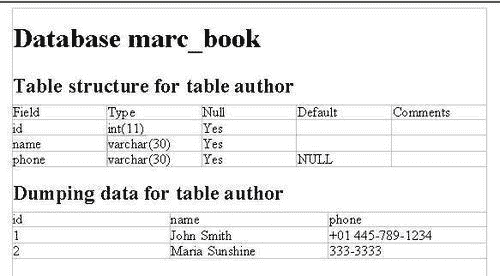 Database marc_book
Table structure for table author
Field Type Null Default Comments
id int(11) Yes
name varchar(30) Yes
phone varchar(30) Yes NULL
Dumping data for table author
id name phone
1 John Smith +01 445-789-1234
2 Maria Sunshine 333-3333